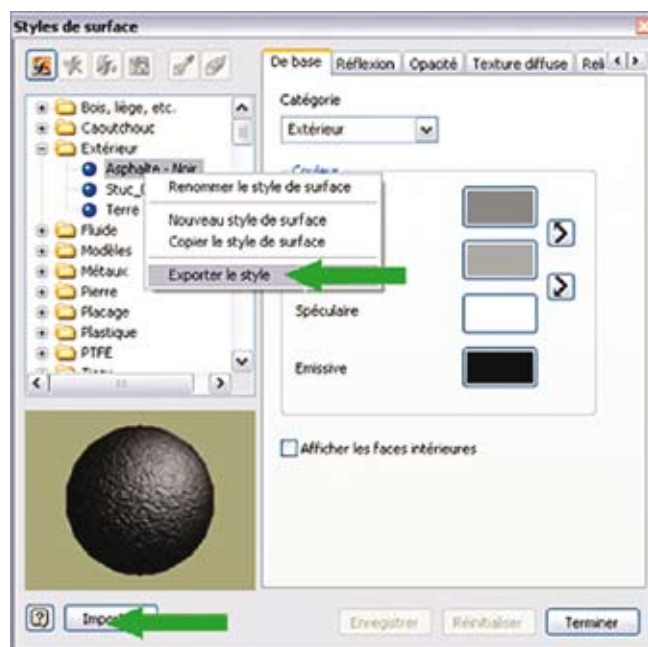 Styles de surface
De base Réflexion Opacité Texture diffuse
Bois, liège, etc.
Caoutchouc
Extérieur
Asphalte - Noir
Stuc_
Terre
Fluide
Modèles
Métaux
Pierre
Placage
Plastique
PTFE
Renommer le style de surface
Nouveau style de surface
Copier le style de surface
Exporter le style
Catégorie
Extérieur
Couleur
Spéculaire
Emissive
Afficher les faces intérieures
Enregistrer Réinitialiser Terminer